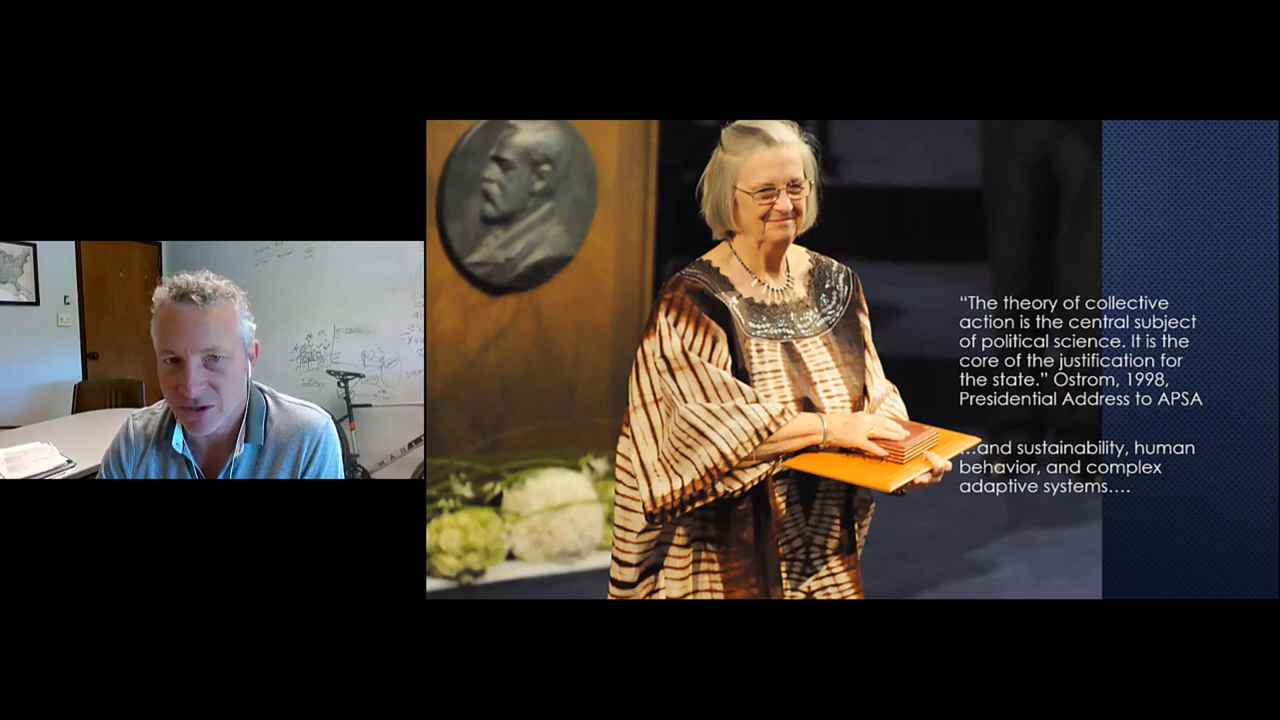 “The theory of collective
action is the central subject
of political science. It is the
core of the justification for
the state.” Ostrom, 1998,
Presidential Address to APSA
…and sustainability, human
behavior, and complex
adaptive systems….